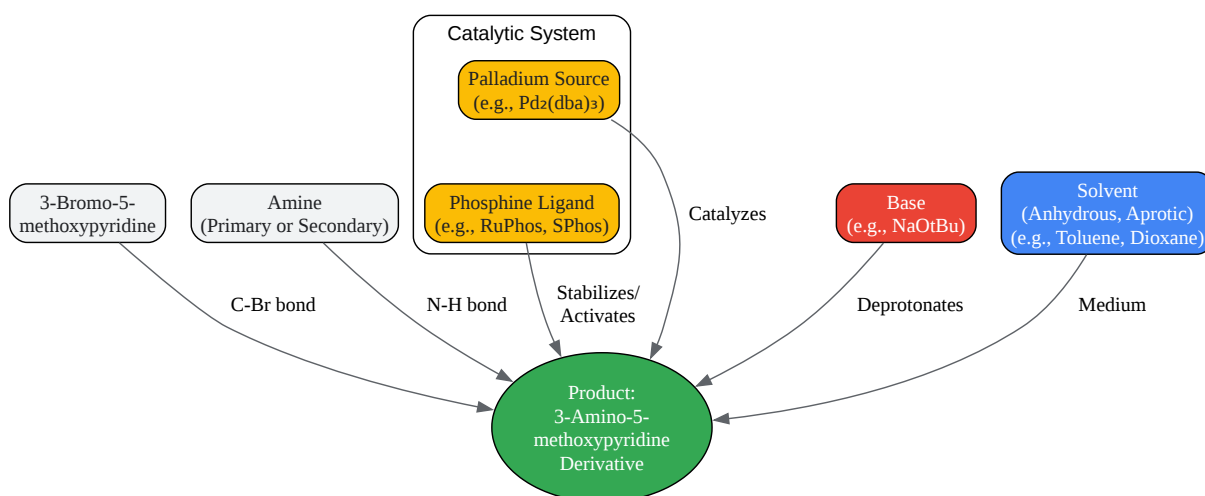 Catalytic System
Palladium Source
(e.g., Pd₂(dba)₃)
3-Bromo-5-
methoxypyridine
Amine
(Primary or Secondary)
Phosphine Ligand
(e.g., RuPhos, SPhos)
Base
(e.g., NaOtBu)
Solvent
(Anhydrous, Aprotic)
(e.g., Toluene, Dioxane)
Catalyzes
C-Br bond
N-H bond
Stabilizes/
Activates
Deprotonates
Medium
Product:
3-Amino-5-
methoxypyridine
Derivative